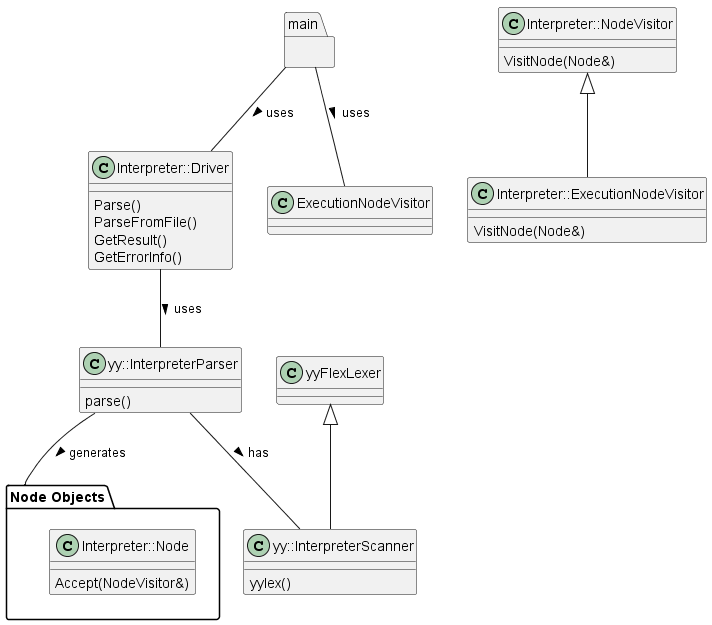 main
uses
uses
C Interpreter::NodeVisitor
VisitNode(Node&)
C Interpreter::Driver
Parse()
ParseFromFile()
GetResult()
GetErrorInfo()
C ExecutionNodeVisitor
C Interpreter::ExecutionNodeVisitor
VisitNode(Node&)
uses
C yy::InterpreterParser
parse()
C yyFlexLexer
generates
has
Node Objects
C Interpreter::Node
Accept(NodeVisitor&)
C yy::InterpreterScanner
yylex()